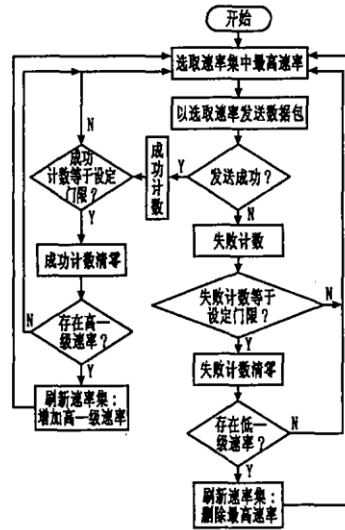 开始
选取速率集中最高速率
以选取速率发送数据包
发送成功？
Y
N
成功计数
成功
计数等于设定
门限？
N
Y
成功计数清零
存在高一
级速率？
N
Y
刷新速率集：
增加高一级速率
失败计数
失败计数等于
设定门限？
N
Y
失败计数清零
存在低一
级速率？
N
Y
刷新速率集：
删除最高速率